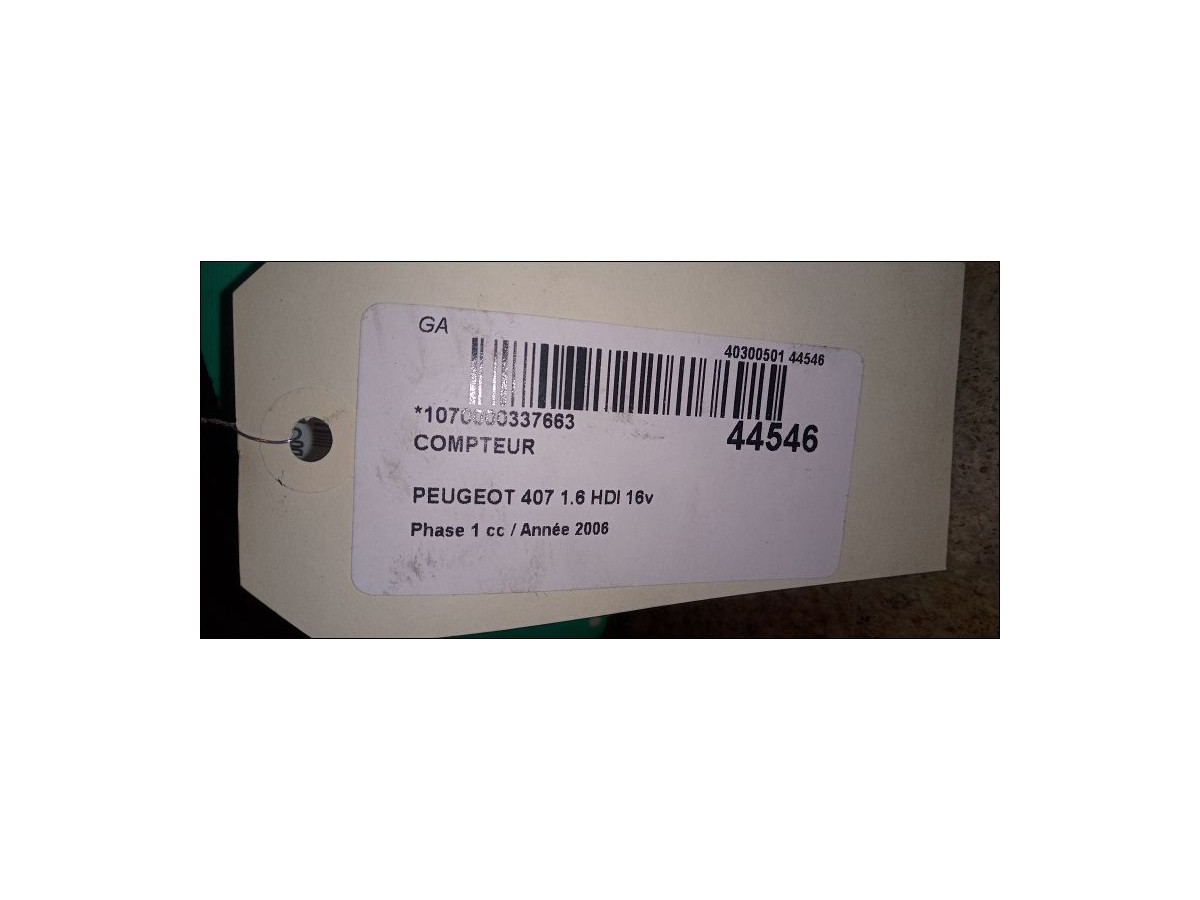 GA
40300501 44546
*1070000337663
44546
COMPTEUR
PEUGEOT 407 1.6 HDI 16v
Phase 1 cc / Année 2006